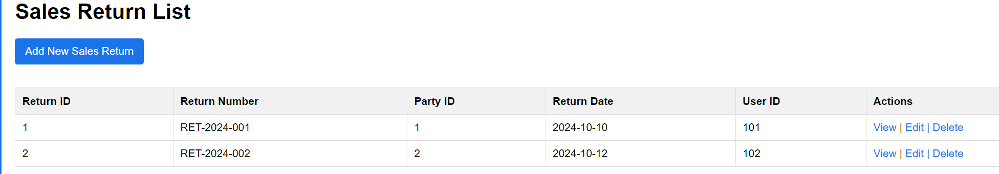 Sales Return List
Add New Sales Return
Return ID Return Number Party ID Return Date User ID Actions
1 RET-2024-001 1 2024-10-10 101 View | Edit | Delete
2 RET-2024-002 2 2024-10-12 102 View | Edit | Delete